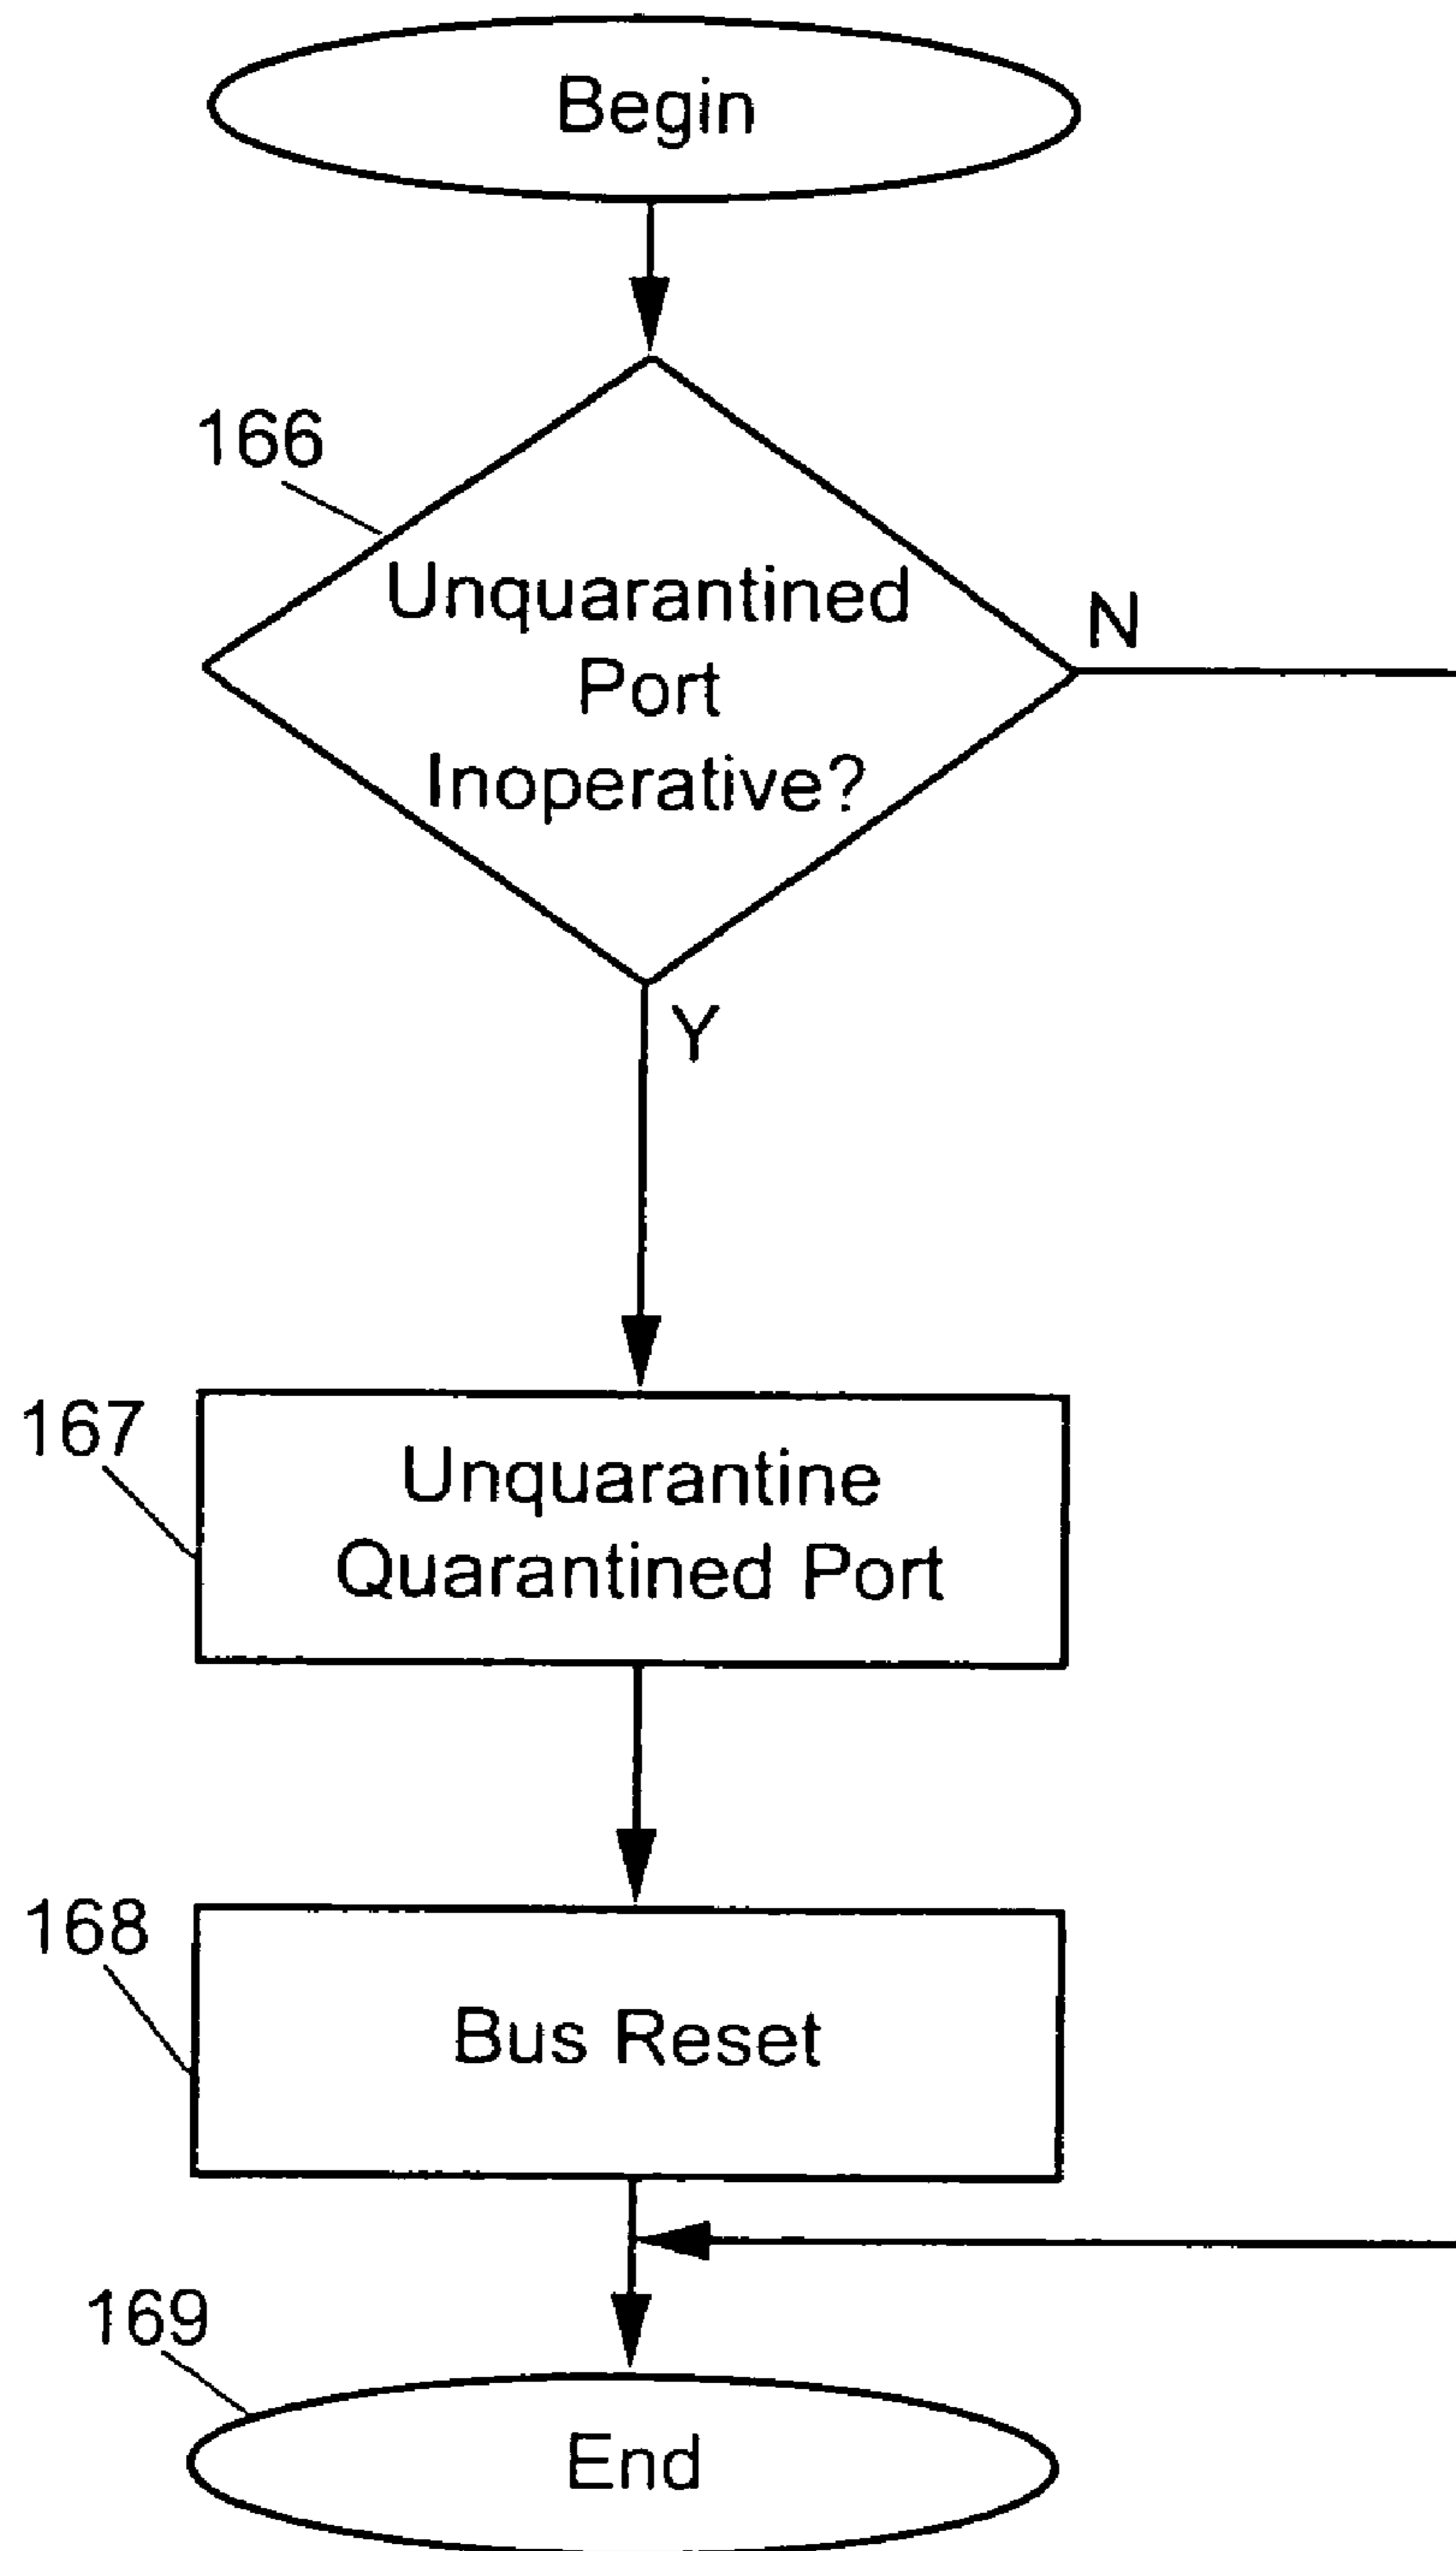 Begin
166
Unquarantined
Port
Inoperative?
N
Y
167
Unquarantine
Quarantined Port
168
Bus Reset
169
End